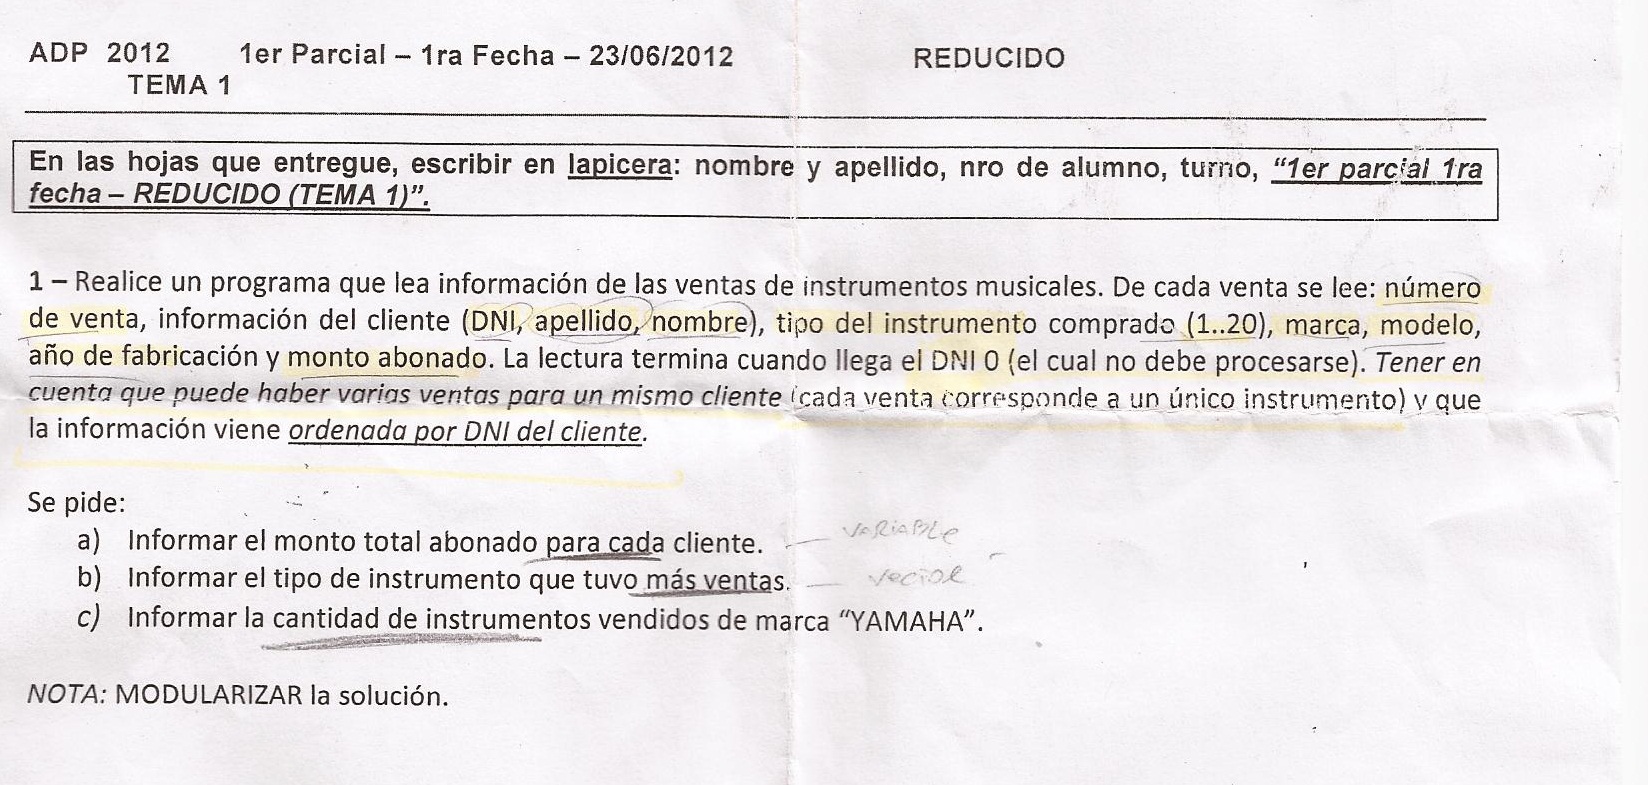 ADP 2012 1er Parcial – 1ra Fecha – 23/06/2012 REDUCIDO
TEMA 1
En las hojas que entregue, escribir en lapicera: nombre y apellido, nro de alumno, turno, “1er parcial 1ra
fecha – REDUCIDO (TEMA 1)”.
1 – Realice un programa que lea información de las ventas de instrumentos musicales. De cada venta se lee: número
de venta, información del cliente (DNI, apellido, nombre), tipo del instrumento comprado (1..20), marca, modelo,
año de fabricación y monto abonado. La lectura termina cuando llega el DNI 0 (el cual no debe procesarse). Tener en
cuenta que puede haber varias ventas para un mismo cliente (cada venta corresponde a un único instrumento) y que
la información viene ordenada por DNI del cliente.
Se pide:
a) Informar el monto total abonado para cada cliente. — VARIABLE
b) Informar el tipo de instrumento que tuvo más ventas. — vector
c) Informar la cantidad de instrumentos vendidos de marca “YAMAHA”.
NOTA: MODULARIZAR la solución.